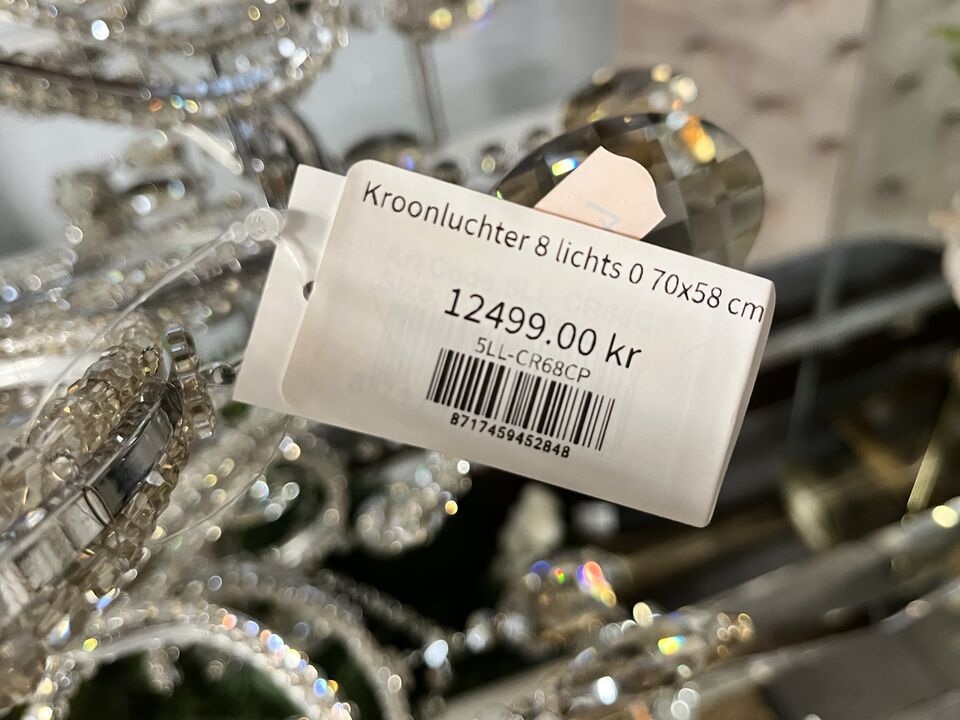 Kroonluchter 8 lichts 0 70x58 cm
12499.00 kr
5LL-CR68CP
8717459452848